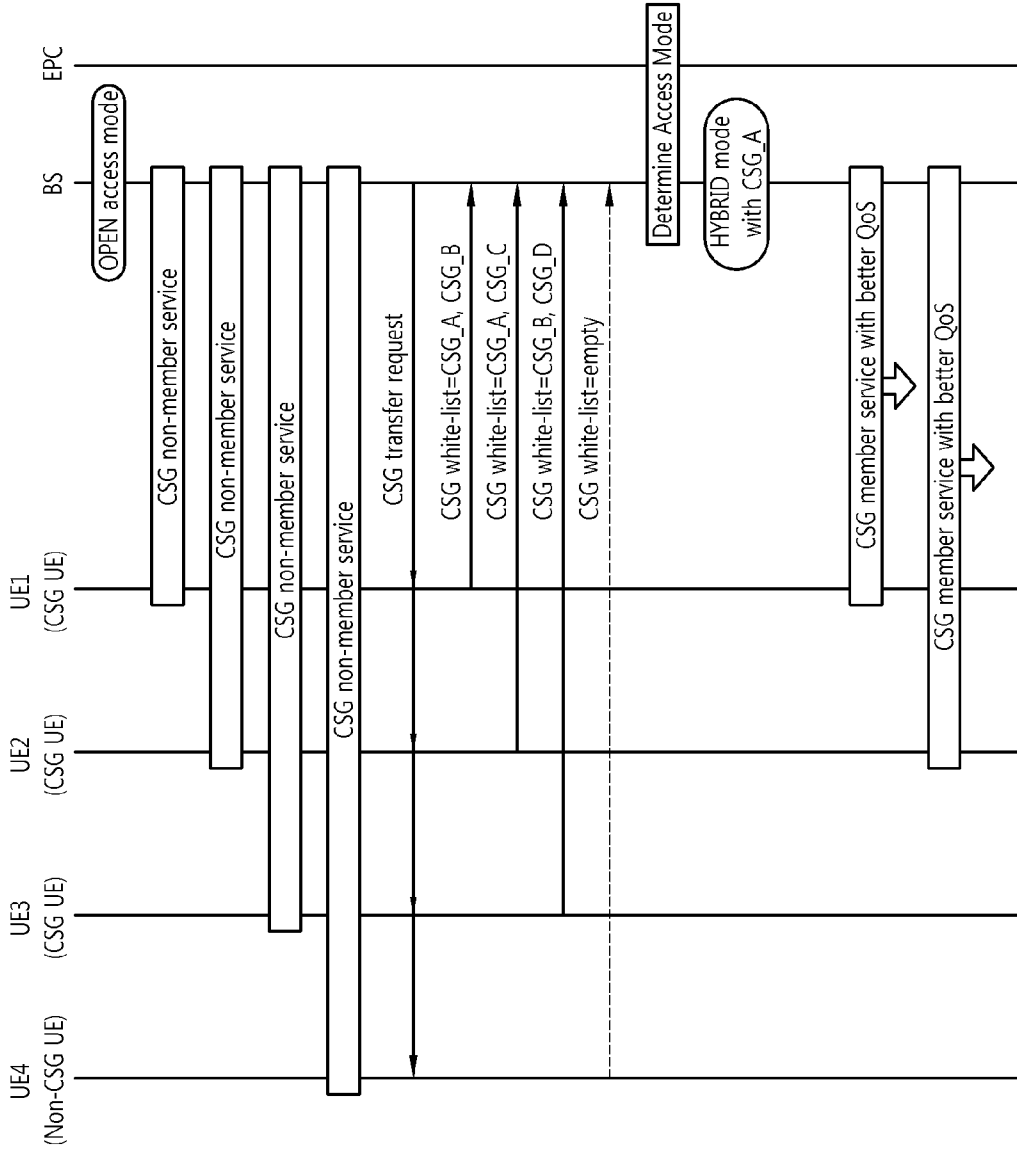 UE4
(Non-CSG UE)
UE3
(CSG UE)
UE2
(CSG UE)
UE1
(CSG UE)
BS
EPC
OPEN access mode
CSG non-member service
CSG non-member service
CSG non-member service
CSG non-member service
CSG transfer request
CSG white-list=CSG_A, CSG_B
CSG white-list=CSG_A, CSG_C
CSG white-list=CSG_B, CSG_D
CSG white-list=empty
Determine Access Mode
HYBRID mode
with CSG_A
CSG member service with better QoS
CSG member service with better QoS